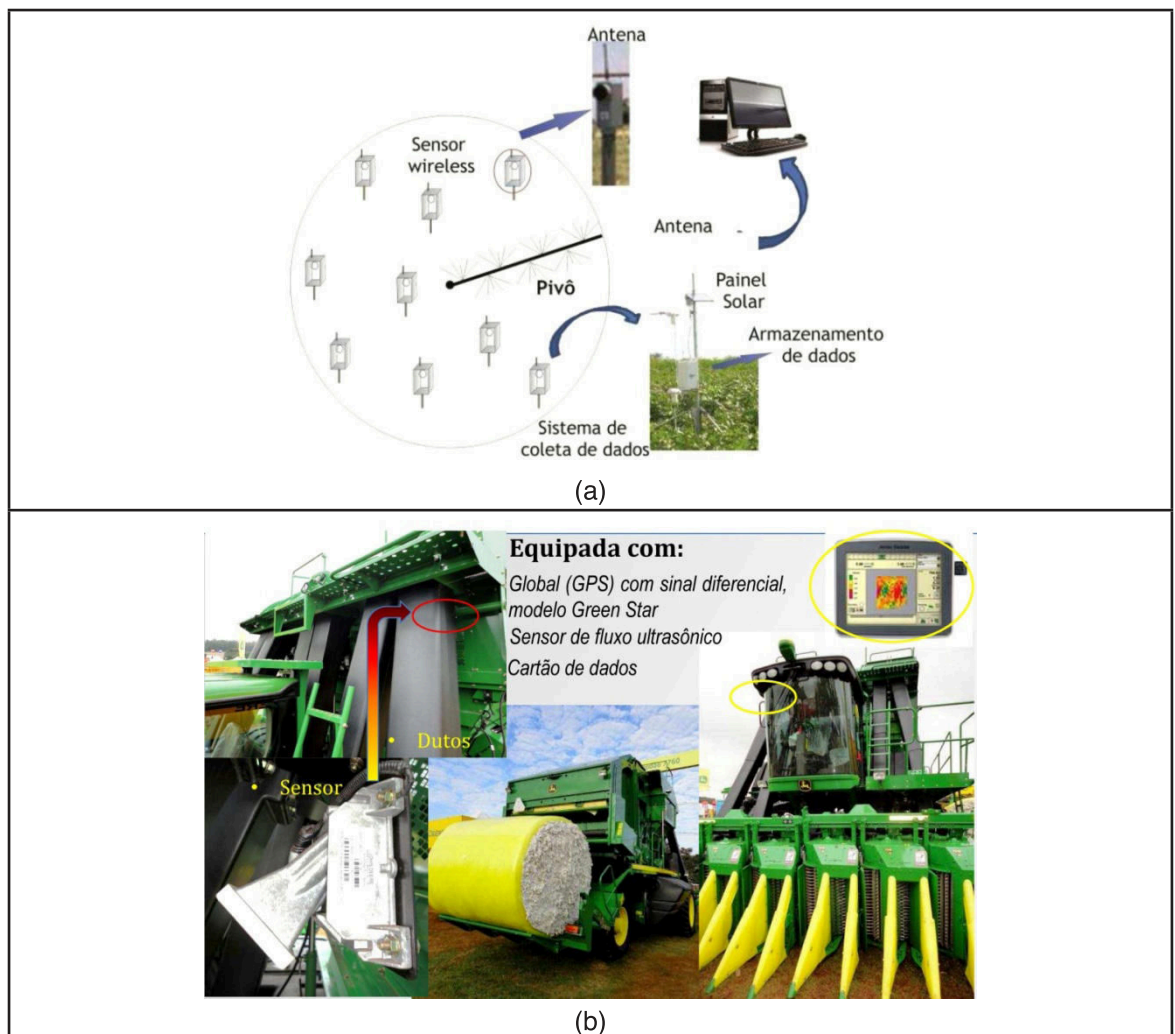 Antena
Sensor
wireless
Antena
Pivô
Painel
Solar
Armazenamento
de dados
Sistema de
coleta de dados
(a)
Equipada com:
Global (GPS) com sinal diferencial,
modelo Green Star
Sensor de fluxo ultrasônico
Cartão de dados
• Dutos
• Sensor
(b)